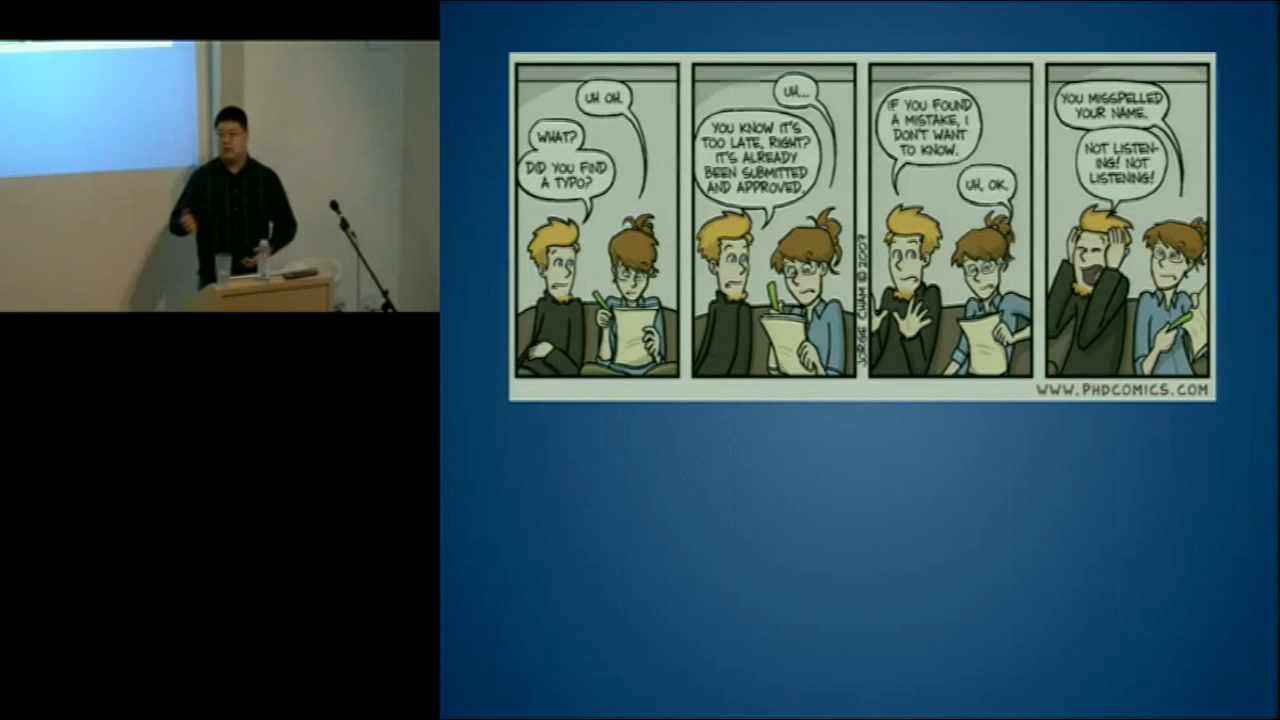 UH OH.
WHAT?
DID YOU FIND
A TYPO?
UH...
YOU KNOW IT'S
TOO LATE, RIGHT?
IT'S ALREADY
BEEN SUBMITTED
AND APPROVED.
IF YOU FOUND
A MISTAKE, I
DON'T WANT
TO KNOW.
UH, OK.
YOU MISSPELLED
YOUR NAME.
NOT LISTEN-
ING! NOT
LISTENING!
JORGE CHAM © 2007
WWW.PHDCOMICS.COM